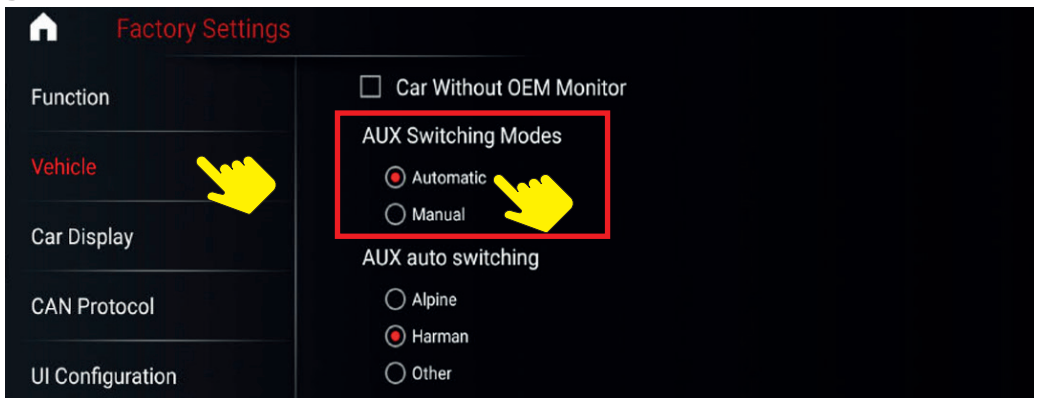 Factory Settings
Function
Vehicle
Car Display
CAN Protocol
UI Configuration
Car Without OEM Monitor
AUX Switching Modes
Automatic
Manual
AUX auto switching
Alpine
Harman
Other